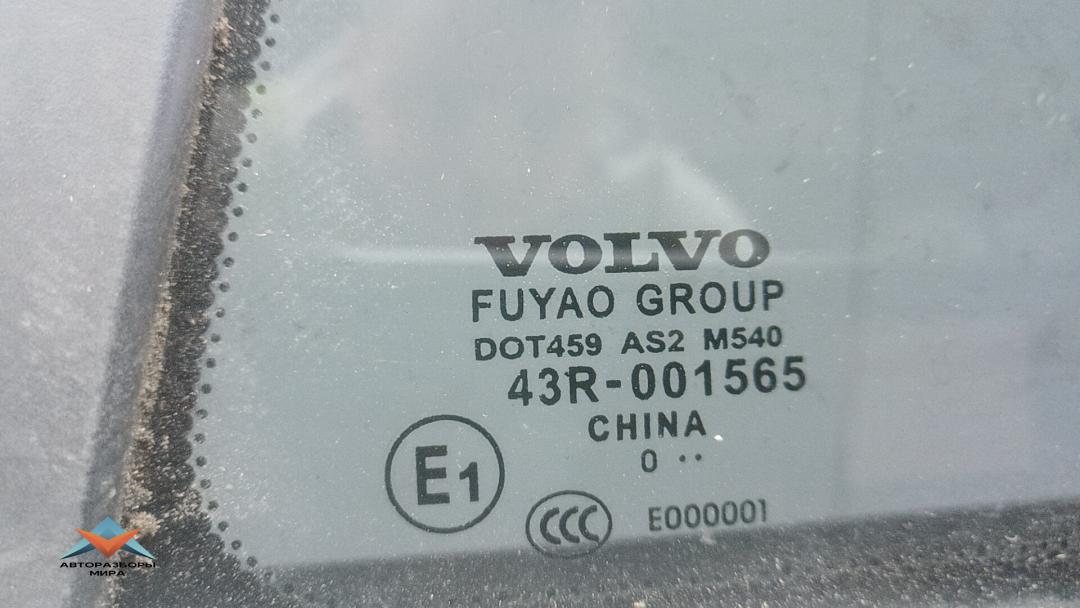 VOLVO
FUYAO GROUP
DOT459 AS2 M540
43R-001565
CHINA
0 ··
E1
CCC
E000001
АВТОРАЗБОРЫ
МИРА